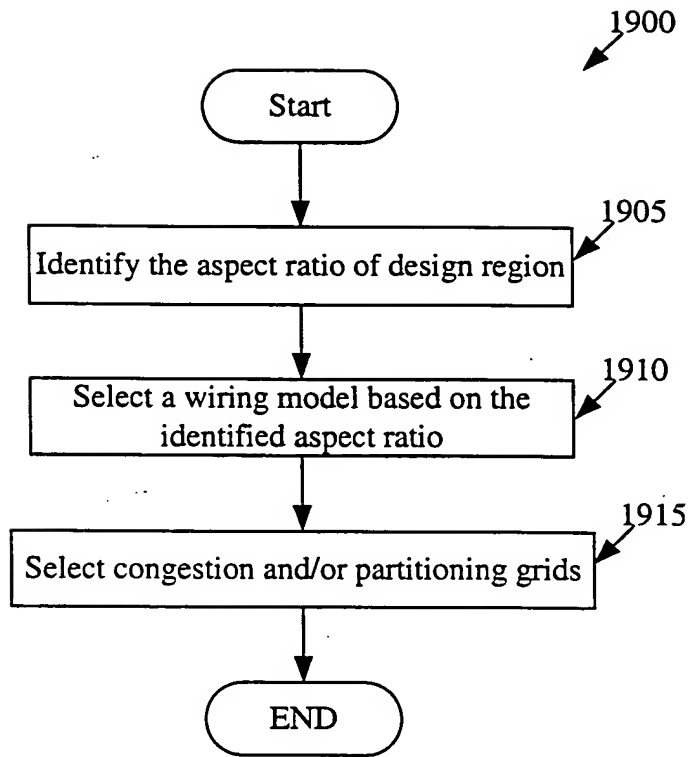 1900
Start
1905
Identify the aspect ratio of design region
1910
Select a wiring model based on the
identified aspect ratio
1915
Select congestion and/or partitioning grids
END